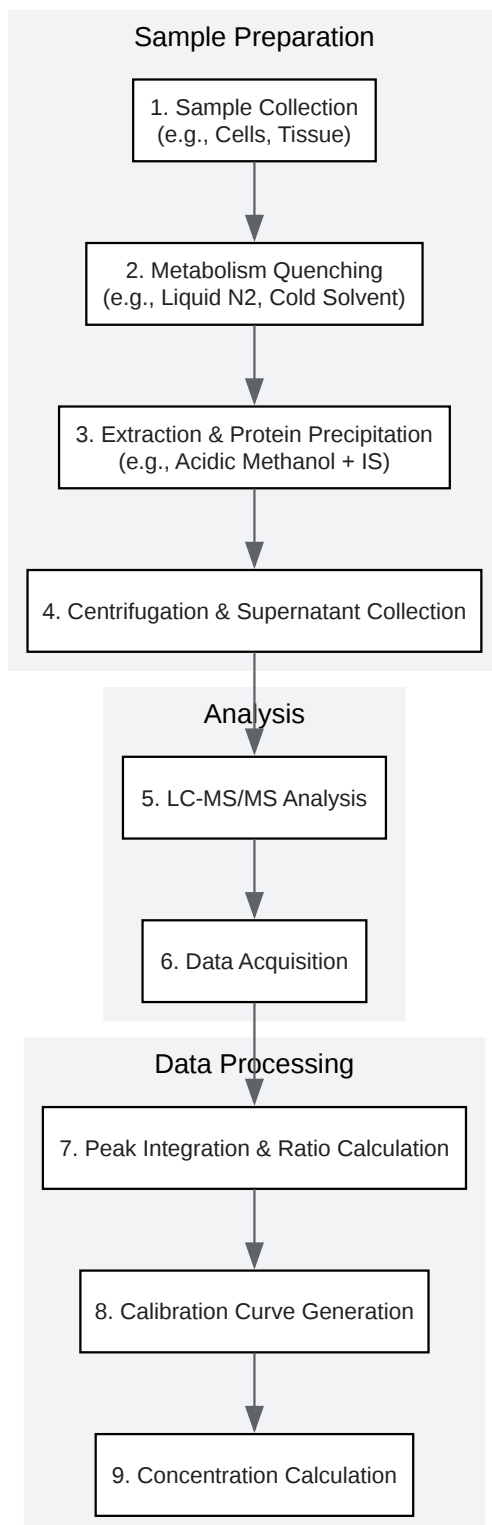 Sample Preparation
1. Sample Collection
(e.g., Cells, Tissue)
2. Metabolism Quenching
(e.g., Liquid N2, Cold Solvent)
3. Extraction & Protein Precipitation
(e.g., Acidic Methanol + IS)
4. Centrifugation & Supernatant Collection
Analysis
5. LC-MS/MS Analysis
6. Data Acquisition
Data Processing
7. Peak Integration & Ratio Calculation
8. Calibration Curve Generation
9. Concentration Calculation